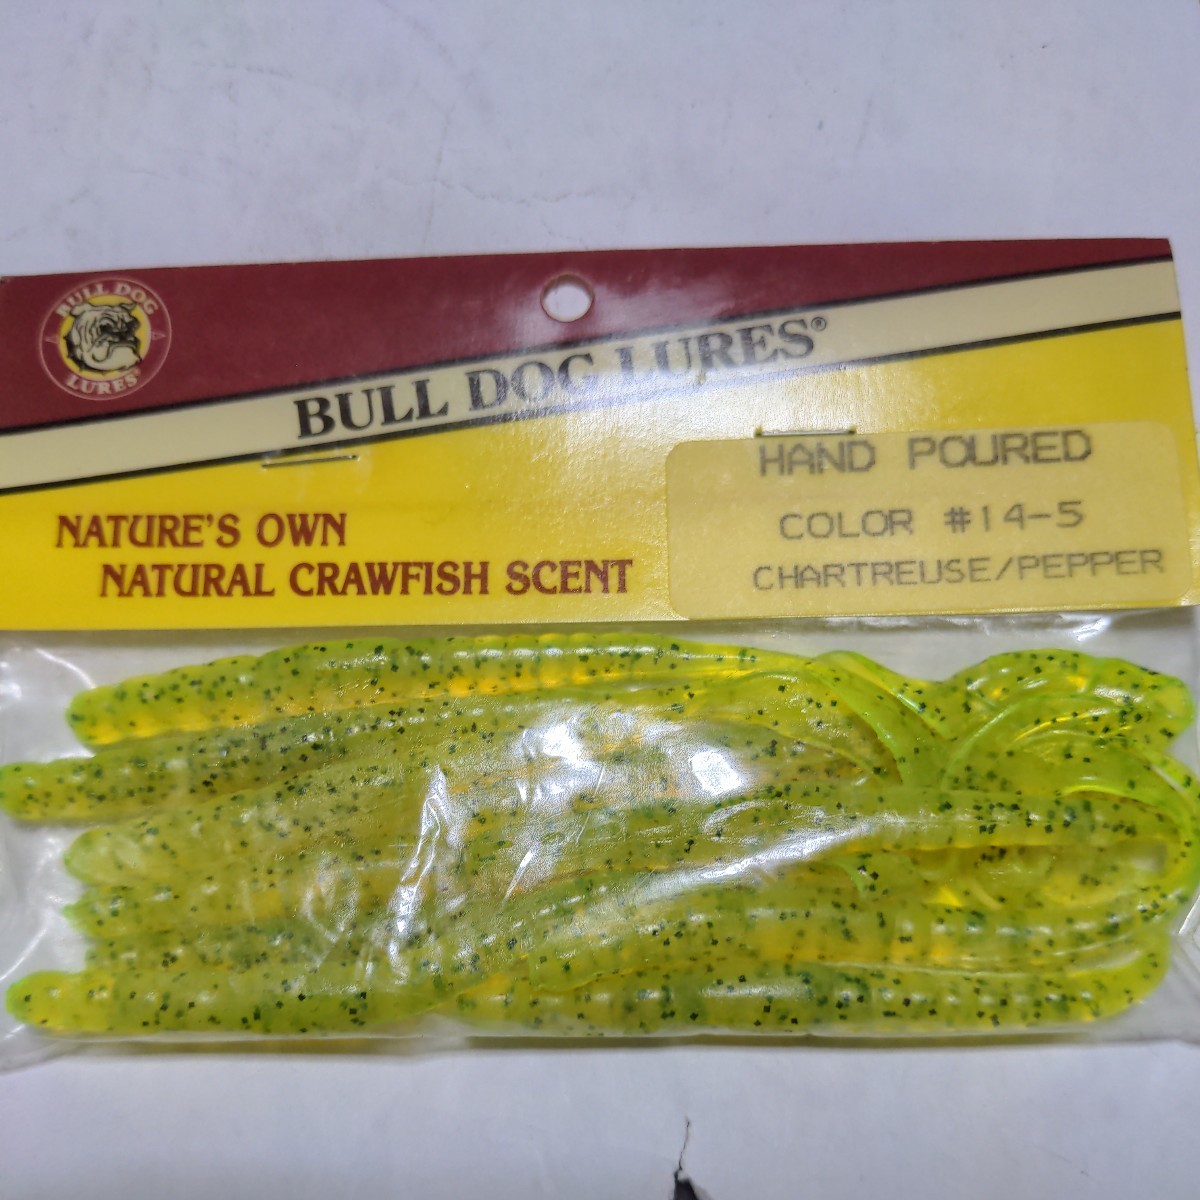 BULL DOG
LURES
BULL DOG LURES®
HAND POURED
COLOR #14-5
CHARTREUSE/PEPPER
NATURE'S OWN
NATURAL CRAWFISH SCENT